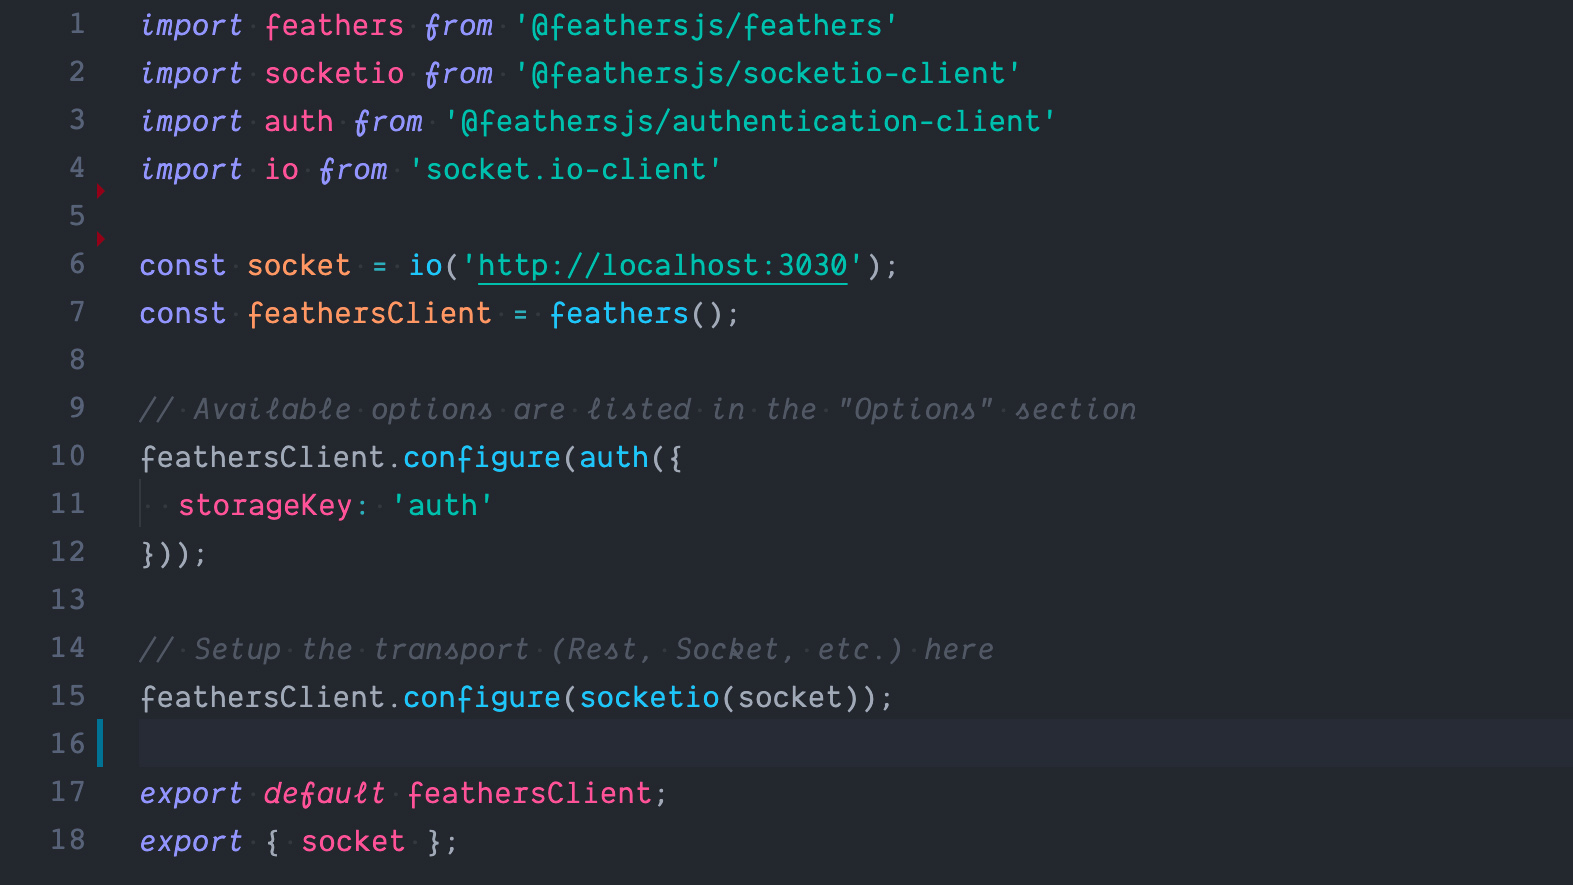 1 import feathers from '@feathersjs/feathers'
2 import socketio from '@feathersjs/socketio-client'
3 import auth from '@feathersjs/authentication-client'
4 import io from 'socket.io-client'
5
6 const socket = io('http://localhost:3030');
7 const feathersClient = feathers();
8
9 // Available options are listed in the "Options" section
10 feathersClient.configure(auth({
11   storageKey: 'auth'
12 }));
13
14 // Setup the transport (Rest, Socket, etc.) here
15 feathersClient.configure(socketio(socket));
16
17 export default feathersClient;
18 export { socket };